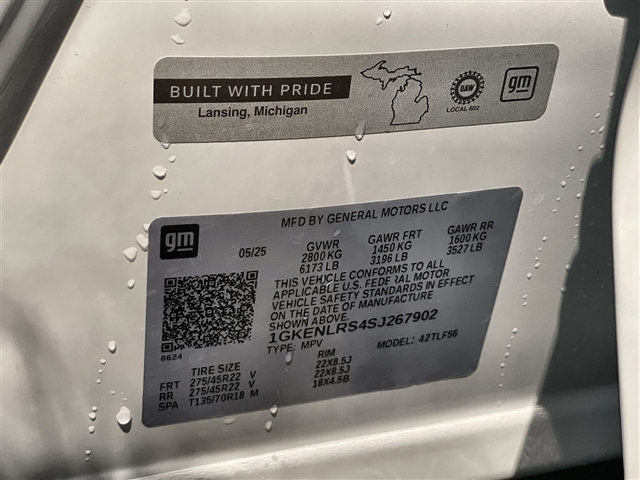 BUILT WITH PRIDE
Lansing, Michigan
UAW
LOCAL 602
gm
gm
MFD BY GENERAL MOTORS LLC
05/25
GVWR
2800 KG
6173 LB
GAWR FRT
1450 KG
3196 LB
GAWR RR
1600 KG
3527 LB
THIS VEHICLE CONFORMS TO ALL
APPLICABLE U.S. FEDERAL MOTOR
VEHICLE SAFETY STANDARDS IN EFFECT
ON THE DATE OF MANUFACTURE
SHOWN ABOVE.
1GKENLRS4SJ267902
TYPE: MPV
MODEL: 42TLF56
8624
TIRE SIZE
RIM
FRT 275/45R22 V 22X8.5J
RR 275/45R22 V 22X8.5J
SPA T135/70R18 M 18X4.5B